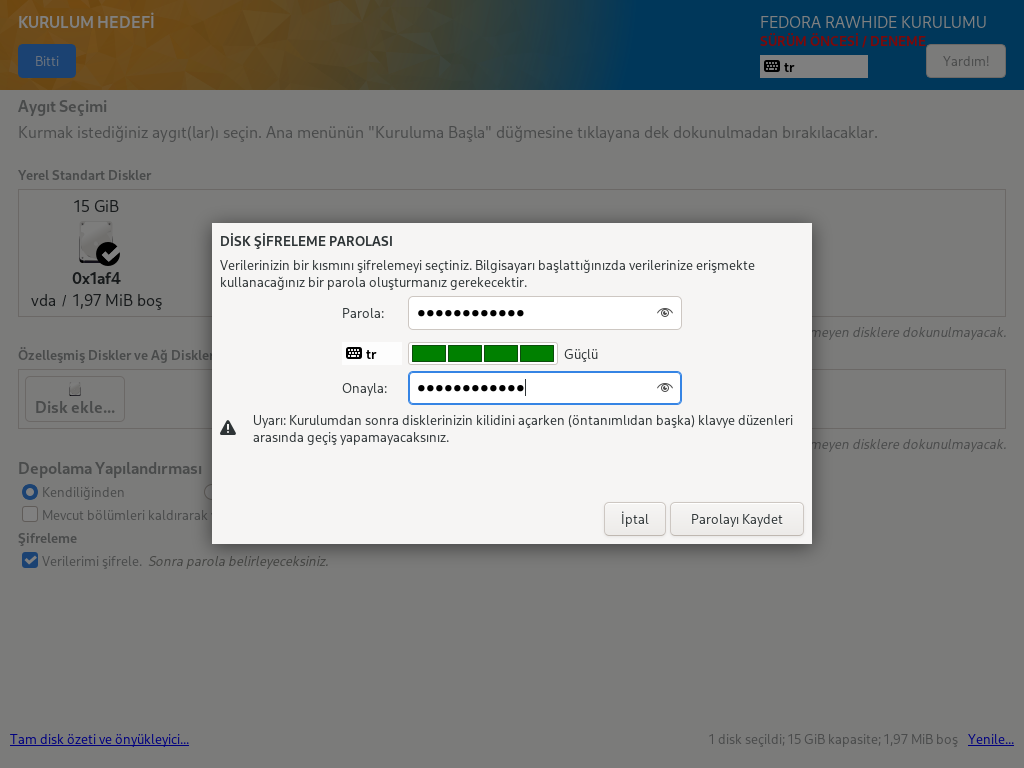 KURULUM HEDEFİ
FEDORA RAWHIDE KURULUMU
SÜRÜM ÖNCESİ / DENEME
Bitti
tr
Yardım!
Aygıt Seçimi
Kurmak istediğiniz aygıt(lar)ı seçin. Ana menünün "Kuruluma Başla" düğmesine tıklayana dek dokunulmadan bırakılacaklar.
Yerel Standart Diskler
15 GiB
0x1af4
vda / 1,97 MiB boş
meyen disklere dokunulmayacak.
DİSK ŞİFRELEME PAROLASI
Verilerinizin bir kısmını şifrelemeyi seçtiniz. Bilgisayarı başlattığınızda verilerinize erişmekte
kullanacağınız bir parola oluşturmanız gerekecektir.
Parola: ●●●●●●●●●●●●
tr
Güçlü
Onayla: ●●●●●●●●●●●●
Uyarı: Kurulumdan sonra disklerinizin kilidini açarken (öntanımlıdan başka) klavye düzenleri
arasında geçiş yapamayacaksınız.
İptal
Parolayı Kaydet
Özelleşmiş Diskler ve Ağ Diskler
Disk ekle...
meyen disklere dokunulmayacak.
Depolama Yapılandırması
Kendiliğinden
Mevcut bölümleri kaldırarak
Şifreleme
Verilerimi şifrele. Sonra parola belirleyeceksiniz.
Tam disk özeti ve önyükleyici...
1 disk seçildi; 15 GiB kapasite; 1,97 MiB boş
Yenile...